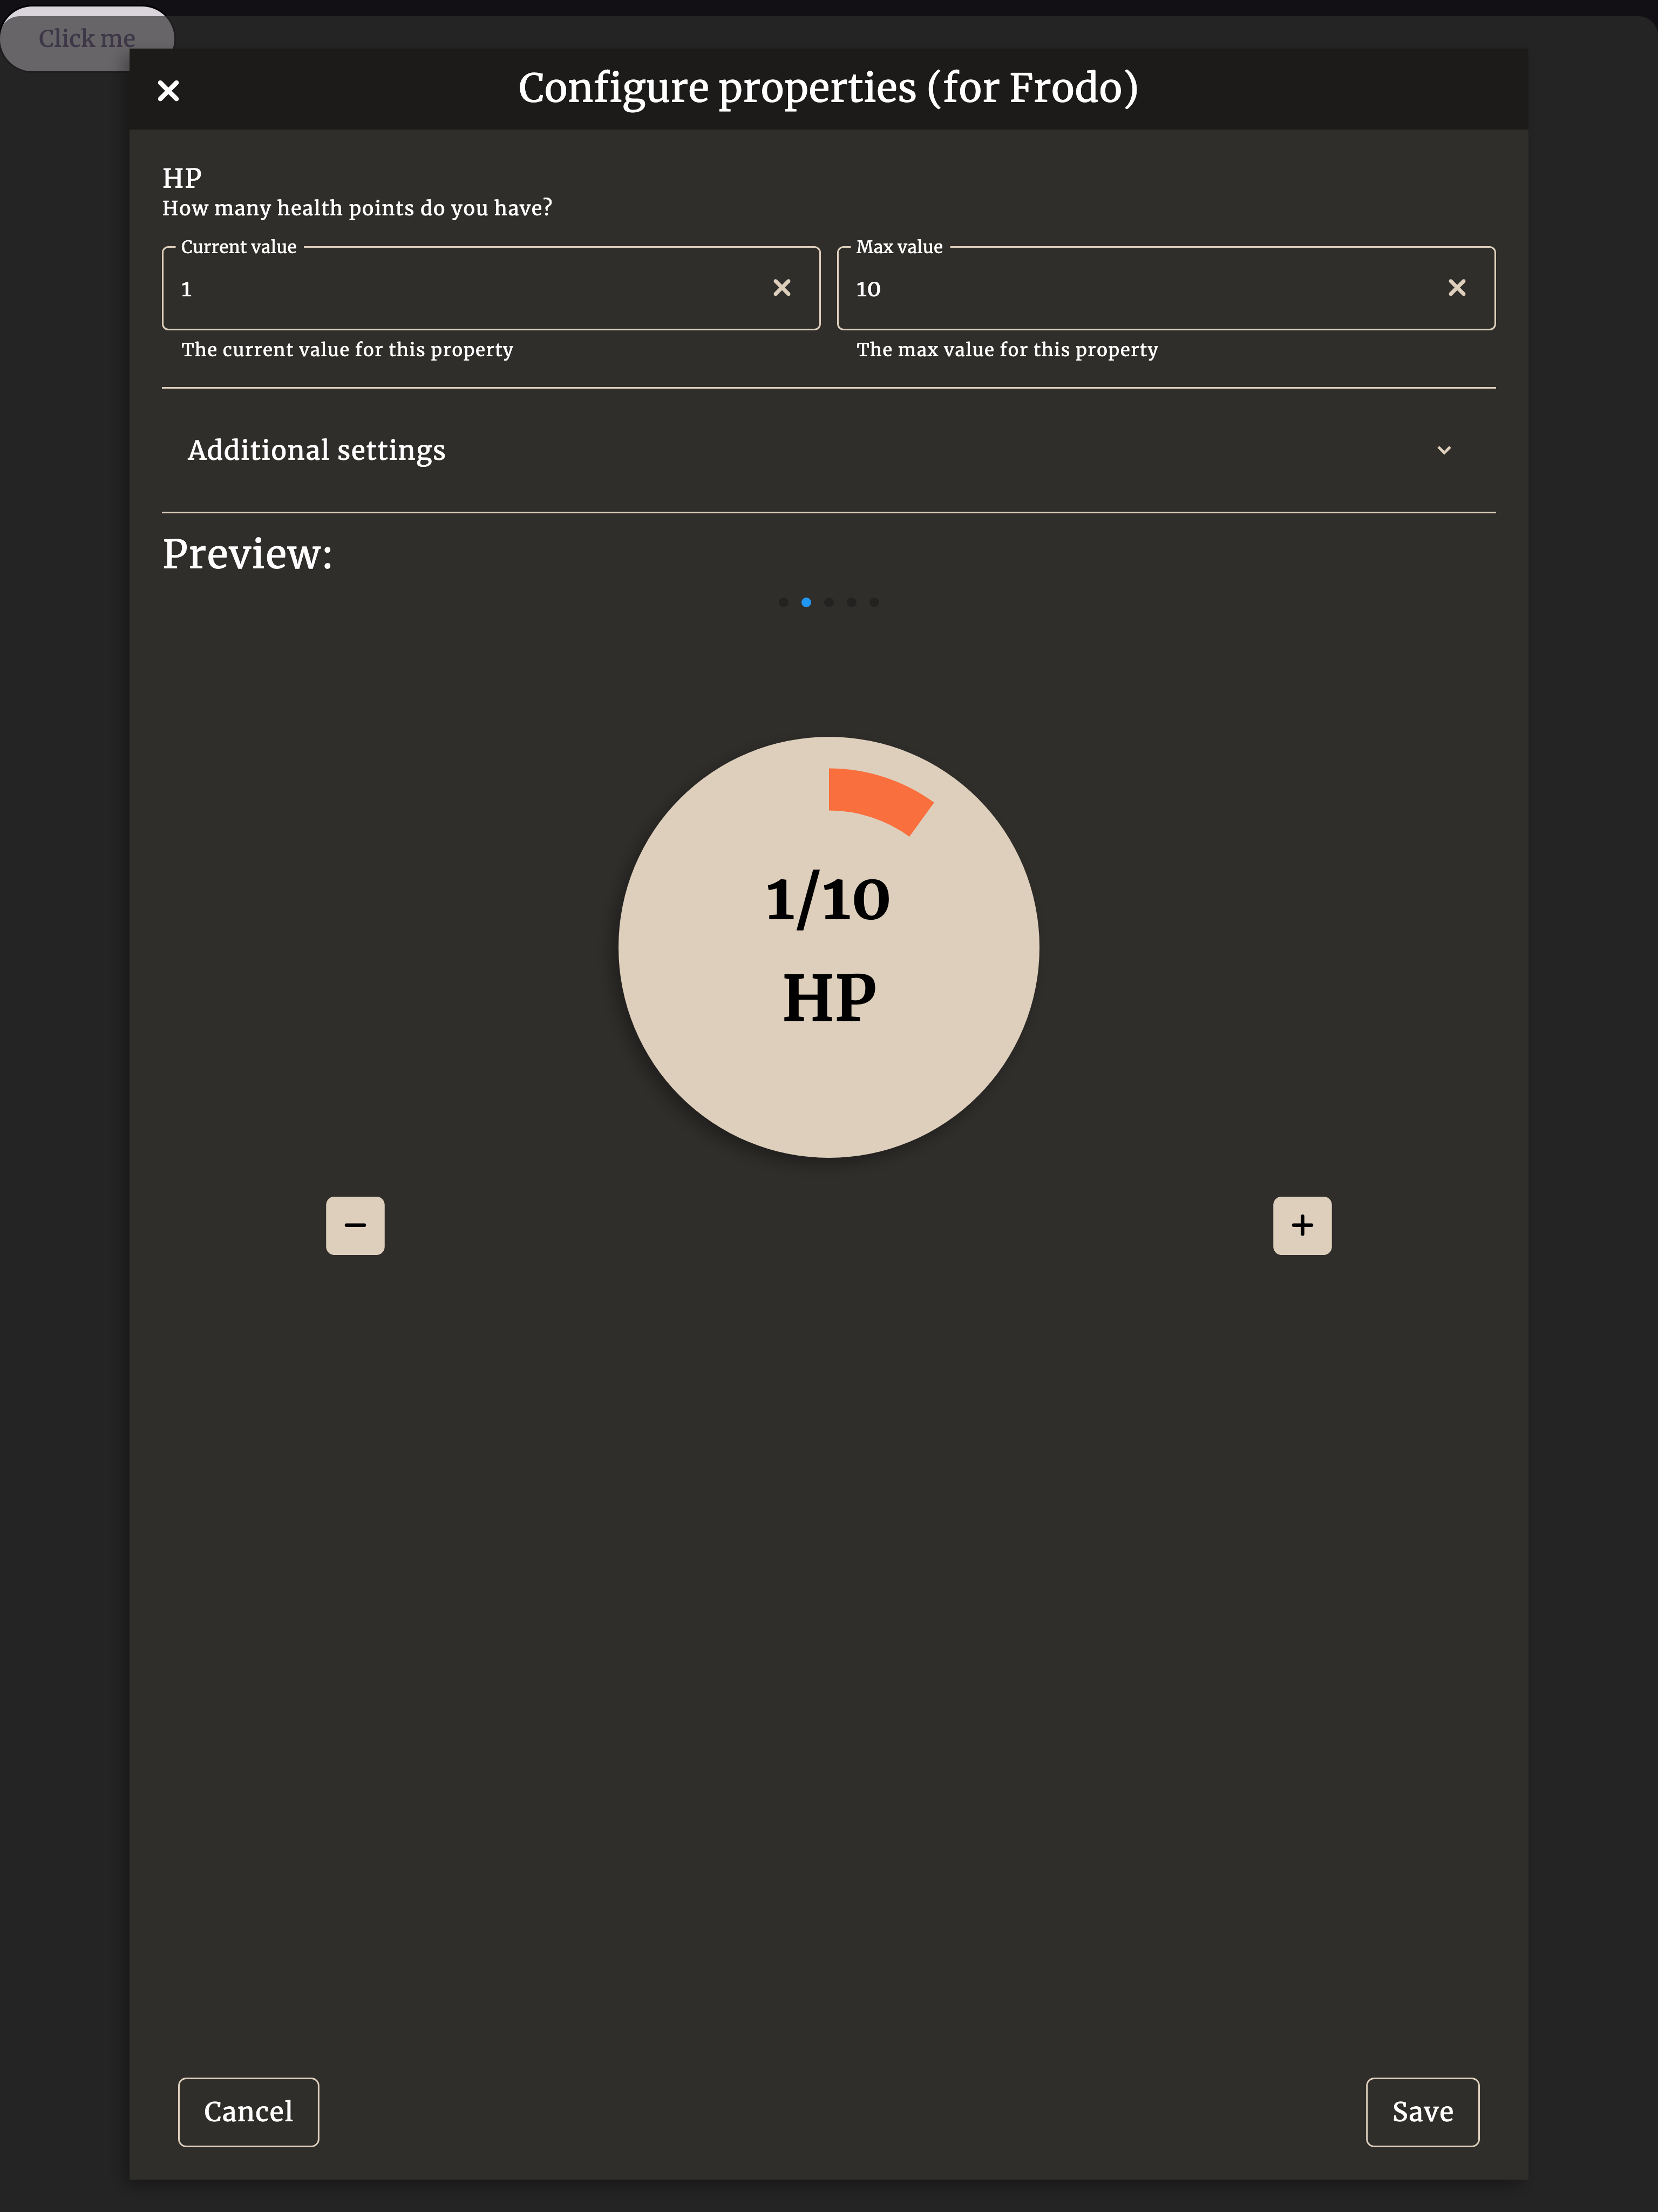 Click me
Configure properties (for Frodo)
HP
How many health points do you have?
Current value
1
The current value for this property
Max value
10
The max value for this property
Additional settings
Preview:
1/10
HP
Cancel
Save